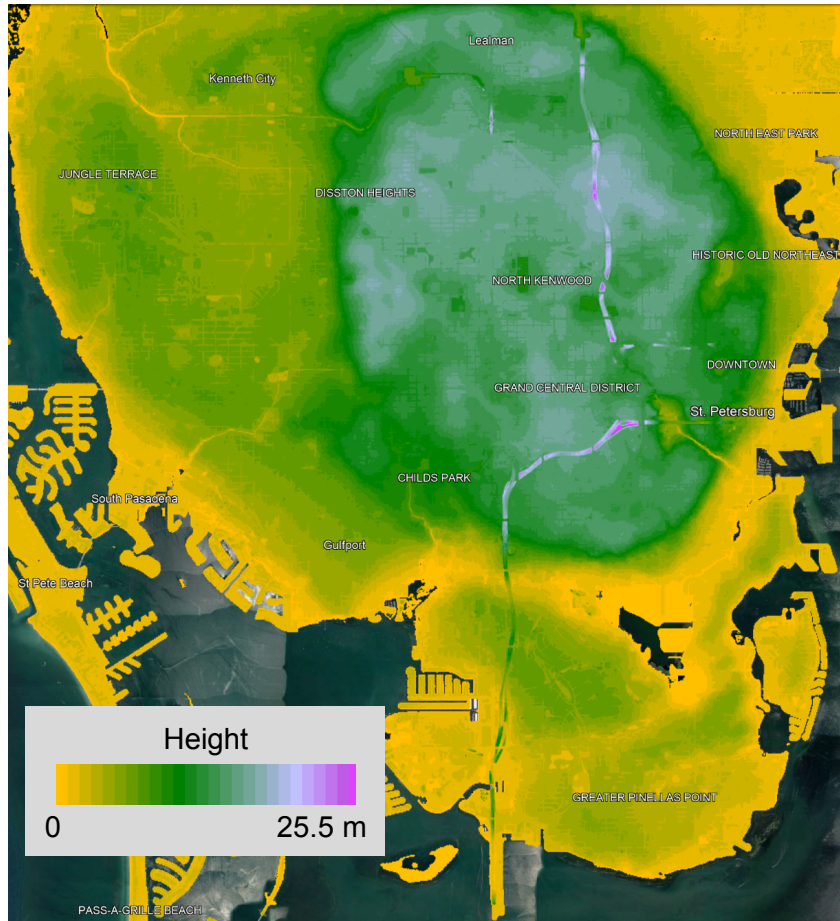 Lealman
Kenneth City
NORTH EAST PARK
JUNGLE TERRACE
DISSTON HEIGHTS
HISTORIC OLD NORTHEAST
NORTH KENWOOD
DOWNTOWN
GRAND CENTRAL DISTRICT
St. Petersburg
CHILDS PARK
South Pasadena
Gulfport
St Pete Beach
Height
0 25.5 m
GREATER PINELLAS POINT
PASS-A-GRILLE BEACH